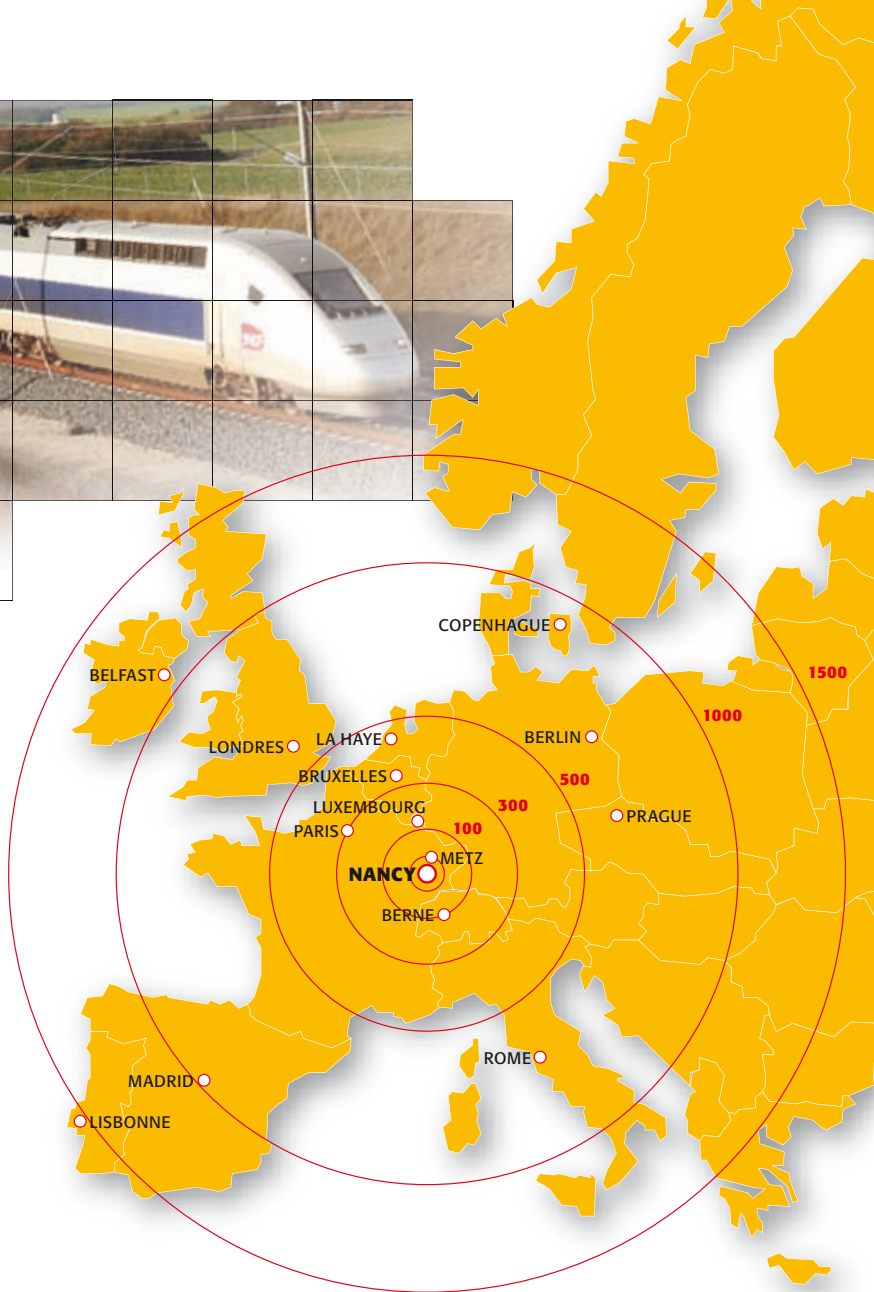 COPENHAGUE
1500
BELFAST
1000
LONDRES
LA HAYE
BERLIN
BRUXELLES
500
LUXEMBOURG
300
PARIS
100
PRAGUE
METZ
NANCY
BERNE
ROME
MADRID
LISBONNE